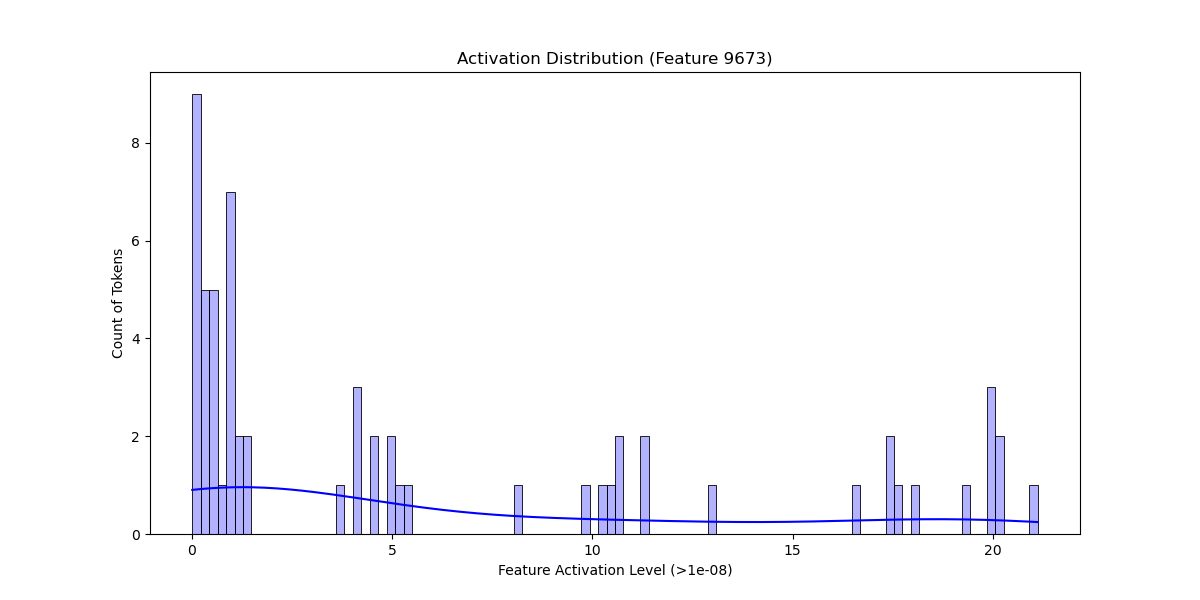 Activation Distribution (Feature 9673)
Count of Tokens
8
6
4
2
0
0 5 10 15 20
Feature Activation Level (>1e-08)